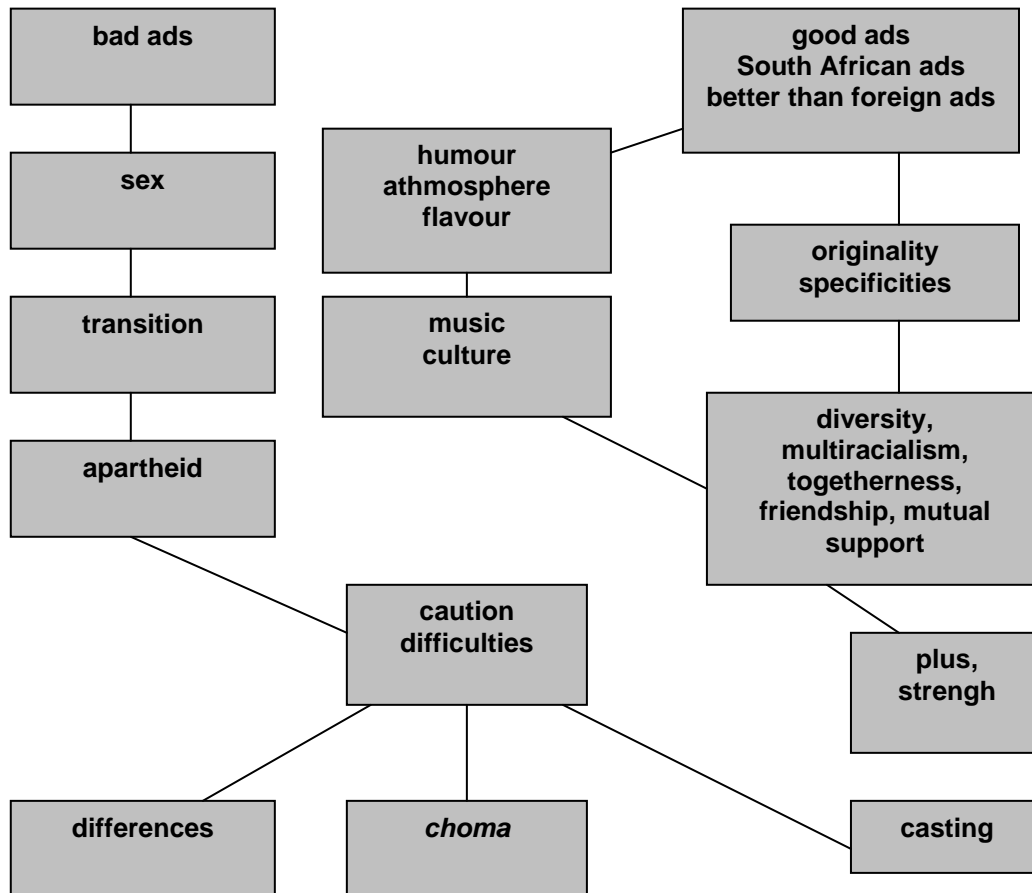 bad ads
good ads
South African ads
better than foreign ads
humour
athmosphere
flavour
sex
originality
specificities
transition
music
culture
diversity,
multiracialism,
togetherness,
friendship, mutual
support
apartheid
caution
difficulties
plus,
strengh
differences
choma
casting